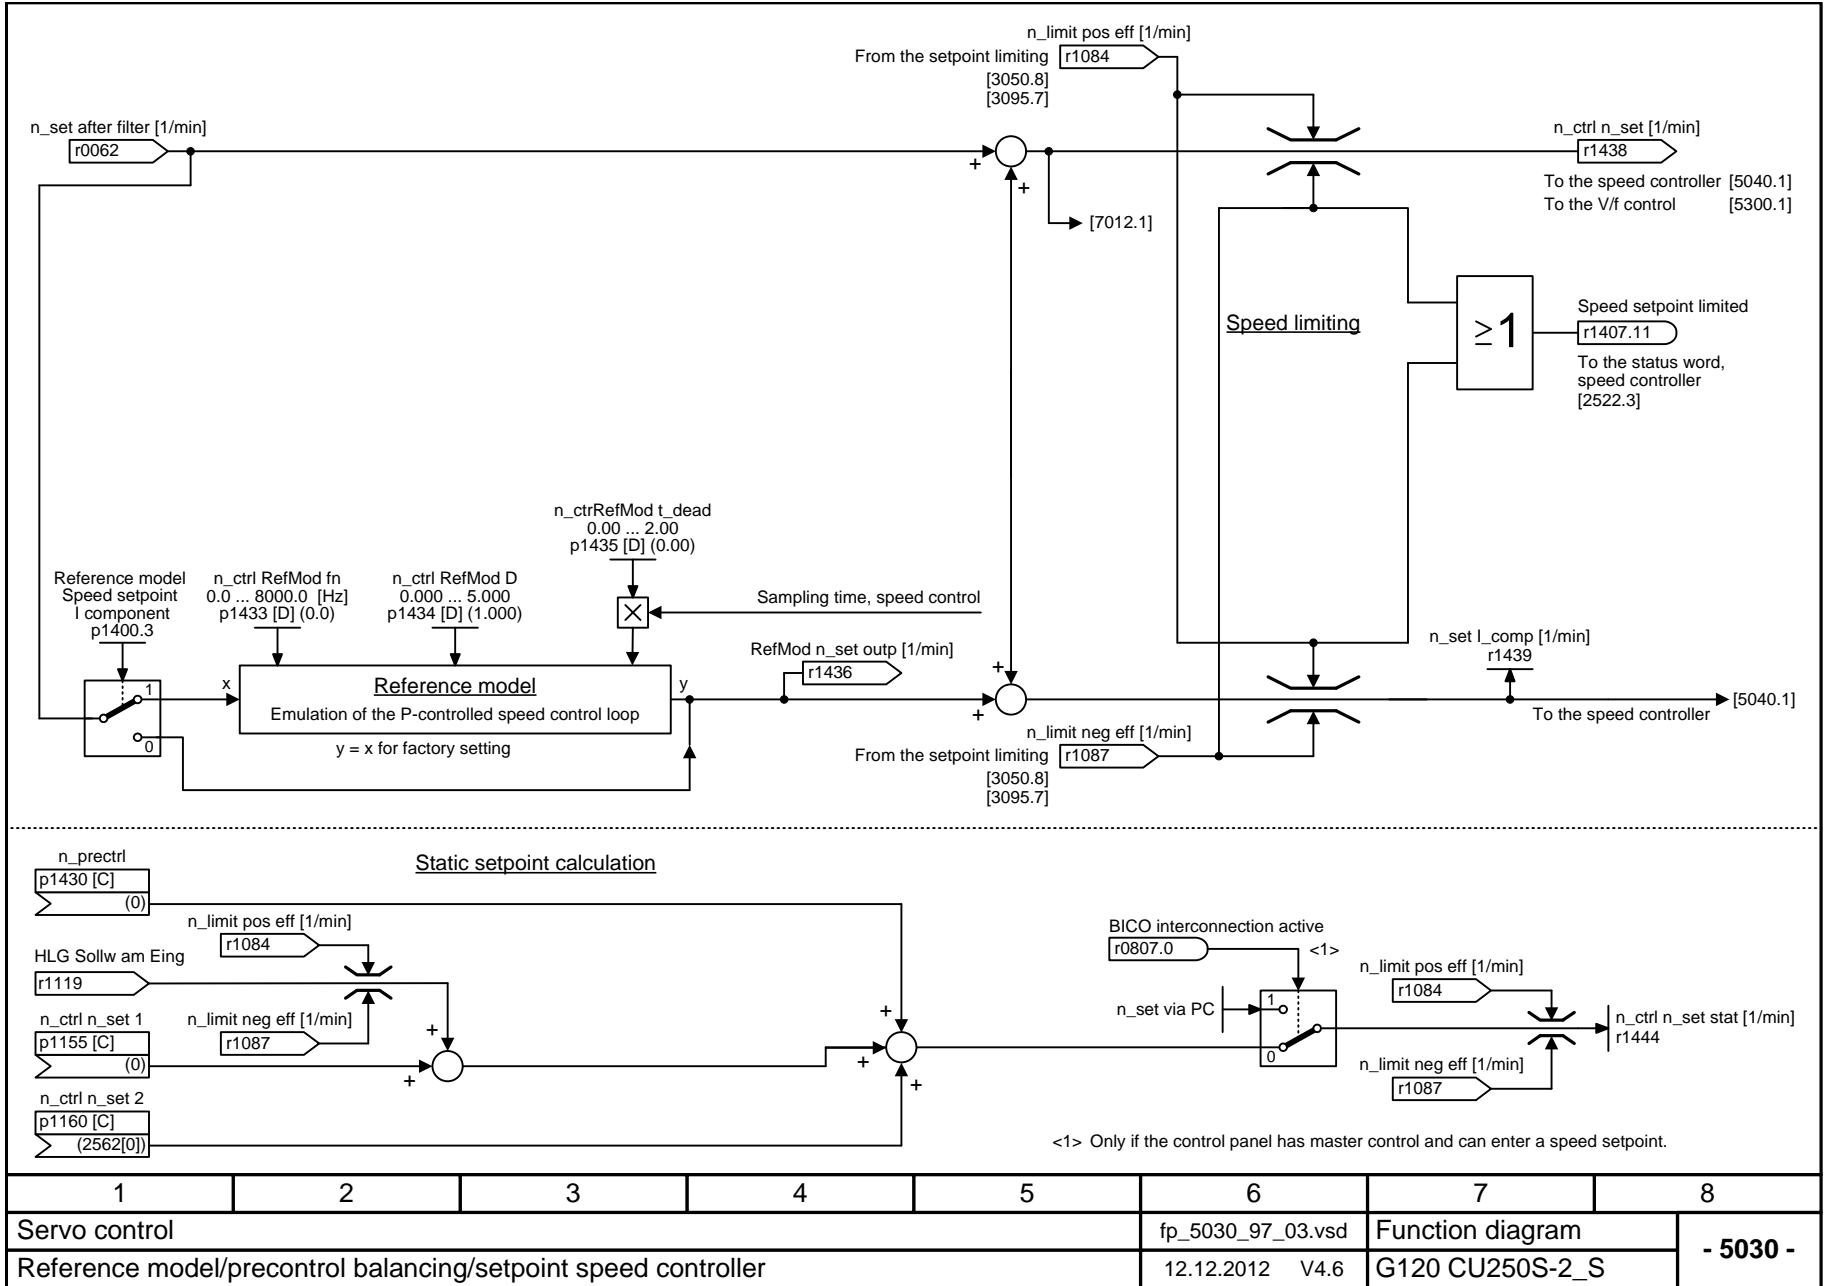 n_limit pos eff [1/min]
From the setpoint limiting
r1084
[3050.8]
[3095.7]
n_set after filter [1/min]
r0062
+
+
[7012.1]
n_ctrl n_set [1/min]
r1438
To the speed controller [5040.1]
To the V/f control [5300.1]
Speed limiting
≥1
Speed setpoint limited
r1407.11
To the status word,
speed controller
[2522.3]
n_ctrRefMod t_dead
0.00 ... 2.00
p1435 [D] (0.00)
Reference model
Speed setpoint
I component
p1400.3
n_ctrl RefMod fn
0.0 ... 8000.0 [Hz]
p1433 [D] (0.0)
n_ctrl RefMod D
0.000 ... 5.000
p1434 [D] (1.000)
×
Sampling time, speed control
RefMod n_set outp [1/min]
r1436
n_set I_comp [1/min]
r1439
1
0
x
Reference model
Emulation of the P-controlled speed control loop
y
y = x for factory setting
+
+
To the speed controller
[5040.1]
n_limit neg eff [1/min]
From the setpoint limiting
r1087
[3050.8]
[3095.7]
Static setpoint calculation
n_prectrl
p1430 [C]
(0)
n_limit pos eff [1/min]
r1084
HLG Sollw am Eing
r1119
n_ctrl n_set 1
p1155 [C]
(0)
n_limit neg eff [1/min]
r1087
+
+
n_ctrl n_set 2
p1160 [C]
(2562[0])
+
+
+
BICO interconnection active
r0807.0
<1>
n_set via PC
1
0
n_limit pos eff [1/min]
r1084
n_ctrl n_set stat [1/min]
r1444
n_limit neg eff [1/min]
r1087
<1> Only if the control panel has master control and can enter a speed setpoint.
1 2 3 4 5 6 7 8
Servo control
fp_5030_97_03.vsd
Function diagram
- 5030 -
Reference model/precontrol balancing/setpoint speed controller
12.12.2012 V4.6
G120 CU250S-2_S